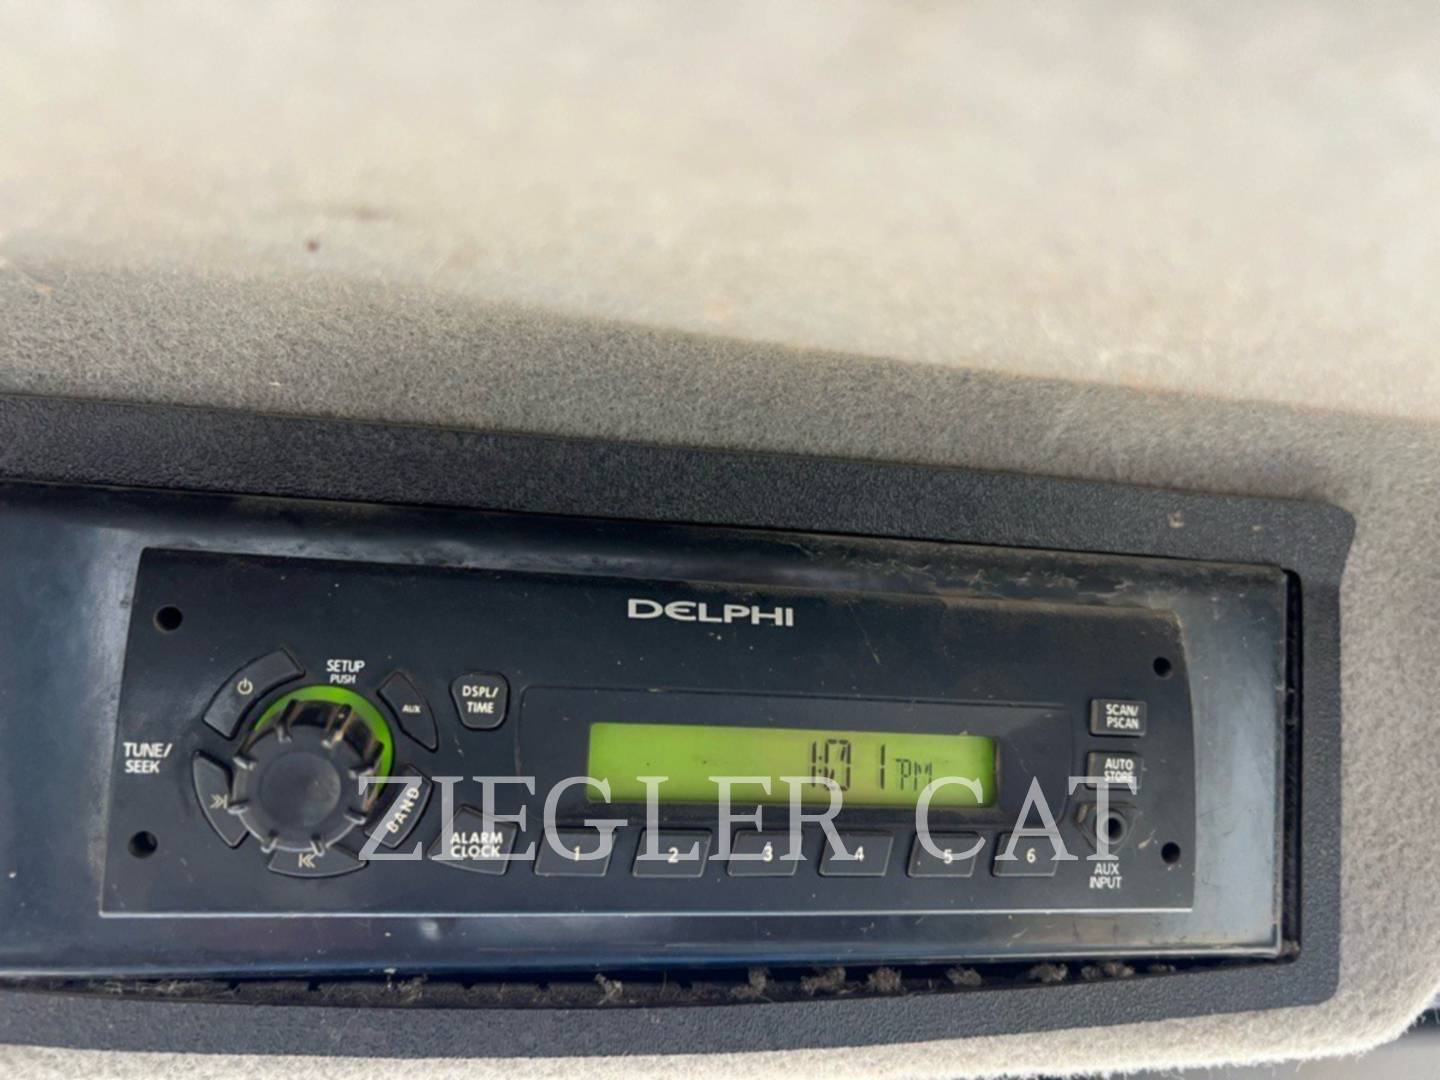 DELPHI
SETUP
PUSH
AUX
DSPL/
TIME
TUNE/
SEEK
BAND
ALARM
CLOCK
1:01 PM
SCAN/
PSCAN
AUTO
STORE
1 2 3 4 5 6
AUX
INPUT
ZIEGLER CAT